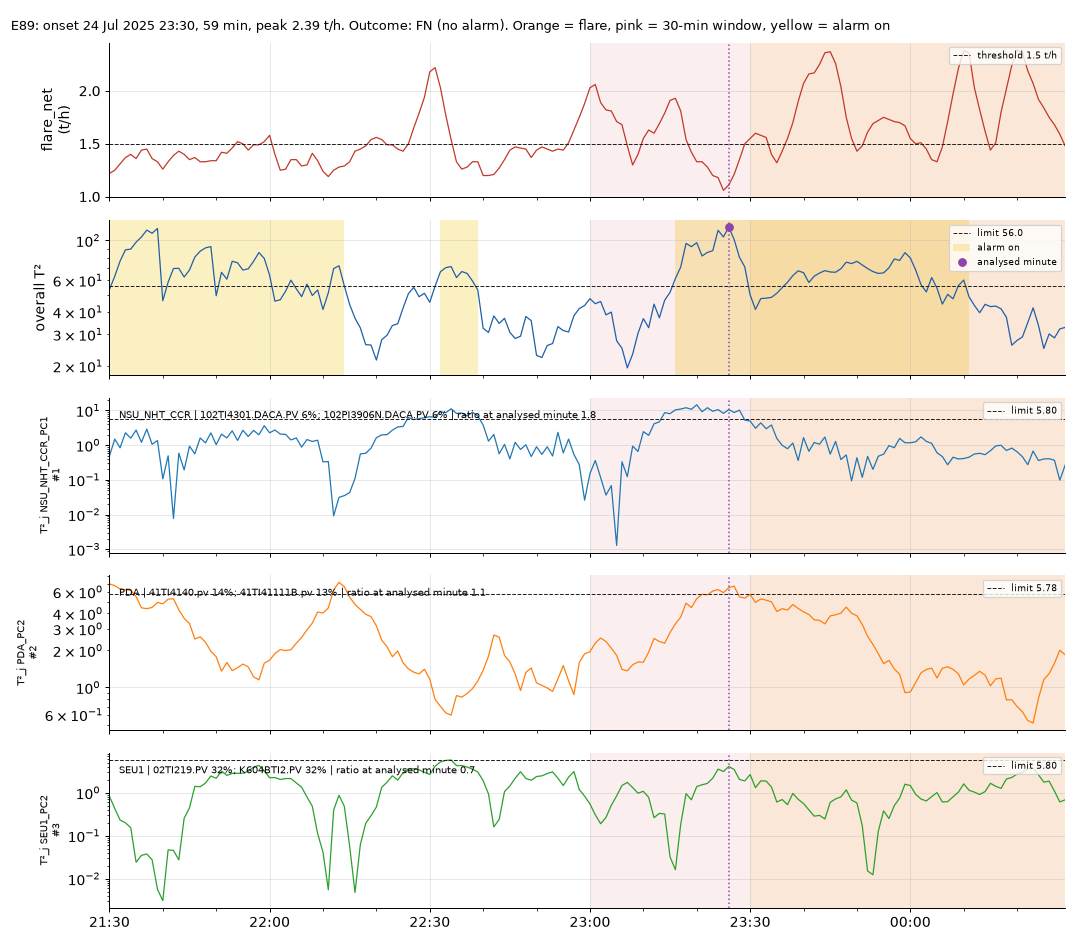 E89: onset 24 Jul 2025 23:30, 59 min, peak 2.39 t/h. Outcome: FN (no alarm). Orange = flare, pink = 30-min window, yellow = alarm on
flare_net
(t/h)
2.0
1.5
1.0
threshold 1.5 t/h
overall T²
10²
6 × 10¹
4 × 10¹
3 × 10¹
2 × 10¹
limit 56.0
alarm on
analysed minute
T²_j NSU_NHT_CCR_PC1
#1
10¹
10⁰
10⁻¹
10⁻²
10⁻³
NSU_NHT_CCR | 102TI4301.DACA.PV 6%; 102PI3906N.DACA.PV 6% | ratio at analysed minute 1.8
limit 5.80
T²_j PDA_PC2
#2
6 × 10⁰
4 × 10⁰
3 × 10⁰
2 × 10⁰
10⁰
6 × 10⁻¹
PDA | 41TI4140.pv 14%; 41TI41111B.pv 13% | ratio at analysed minute 1.1
limit 5.78
T²_j SEU1_PC2
#3
10⁰
10⁻¹
10⁻²
SEU1 | 02TI219.PV 32%; K604BTI2.PV 32% | ratio at analysed minute 0.7
limit 5.80
21:30
22:00
22:30
23:00
23:30
00:00